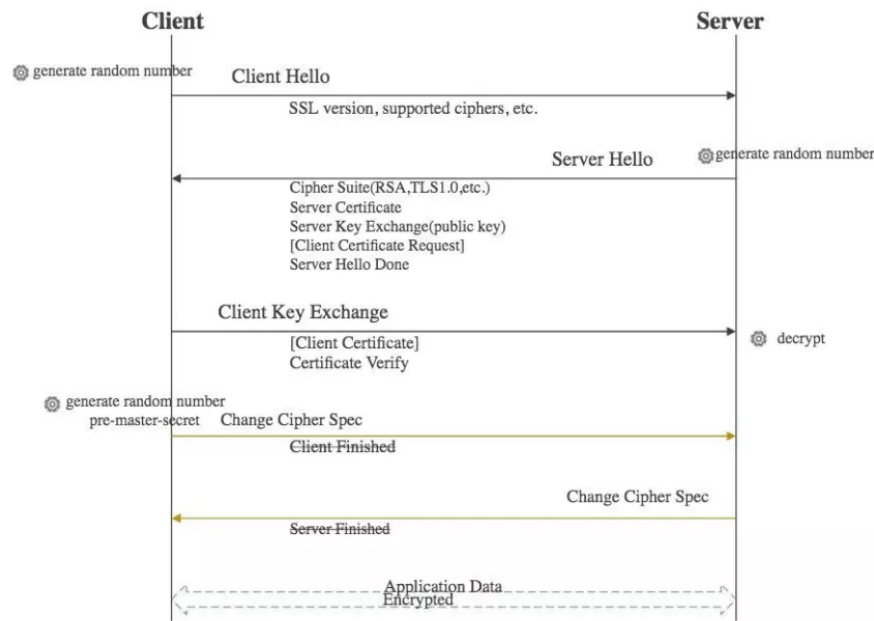 Client
Server
generate random number
Client Hello
SSL version, supported ciphers, etc.
Server Hello
generate random number
Cipher Suite(RSA,TLS1.0,etc.)
Server Certificate
Server Key Exchange(public key)
[Client Certificate Request]
Server Hello Done
Client Key Exchange
[Client Certificate]
Certificate Verify
decrypt
generate random number
pre-master-secret
Change Cipher Spec
Client Finished
Change Cipher Spec
Server Finished
Application Data
Encrypted